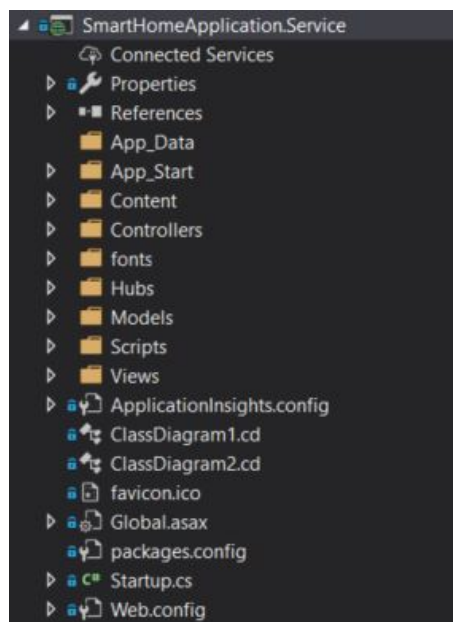 SmartHomeApplication.Service
Connected Services
Properties
References
App_Data
App_Start
Content
Controllers
fonts
Hubs
Models
Scripts
Views
ApplicationInsights.config
ClassDiagram1.cd
ClassDiagram2.cd
favicon.ico
Global.asax
packages.config
C# Startup.cs
Web.config